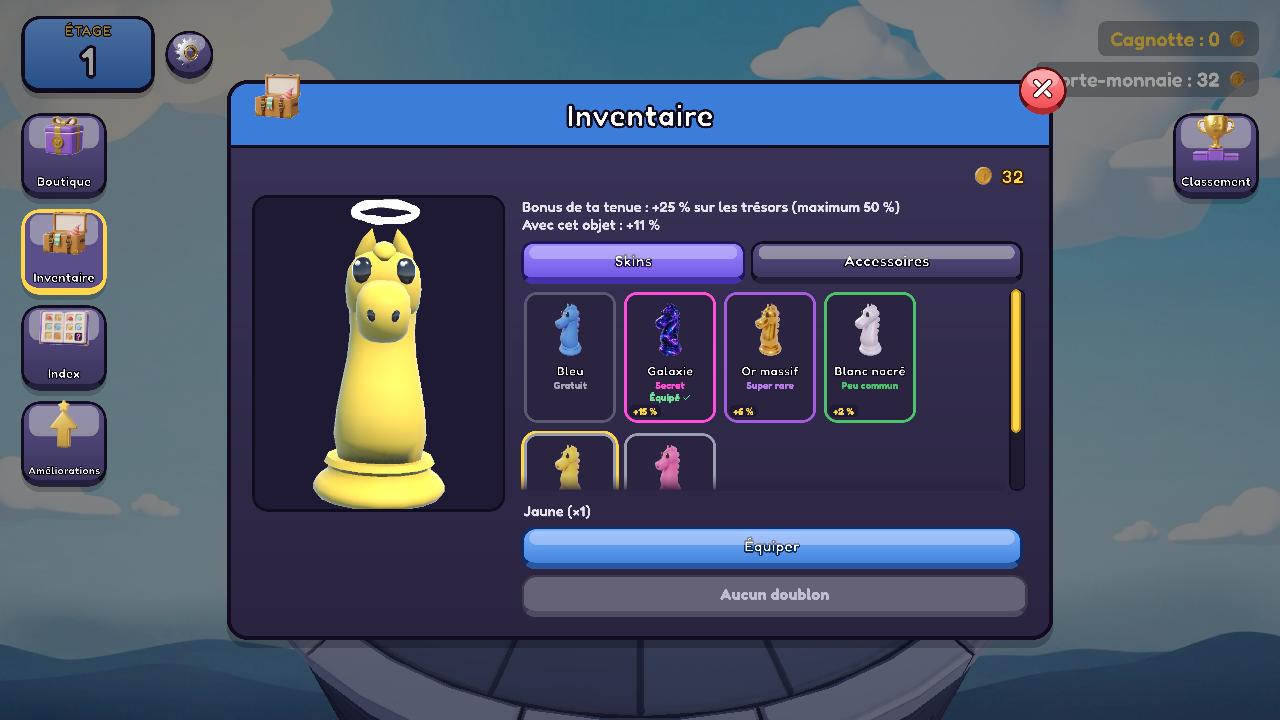 ÉTAGE
1
Cagnotte : 0
orte-monnaie : 32
Boutique
Inventaire
Index
Améliorations
Classement
Inventaire
32
Bonus de ta tenue : +25 % sur les trésors (maximum 50 %)
Avec cet objet : +11 %
Skins
Accessoires
Bleu
Gratuit
Galaxie
Secret
Équipé ✓
+15 %
Or massif
Super rare
+6 %
Blanc nacré
Peu commun
+2 %
Jaune (×1)
Équiper
Aucun doublon